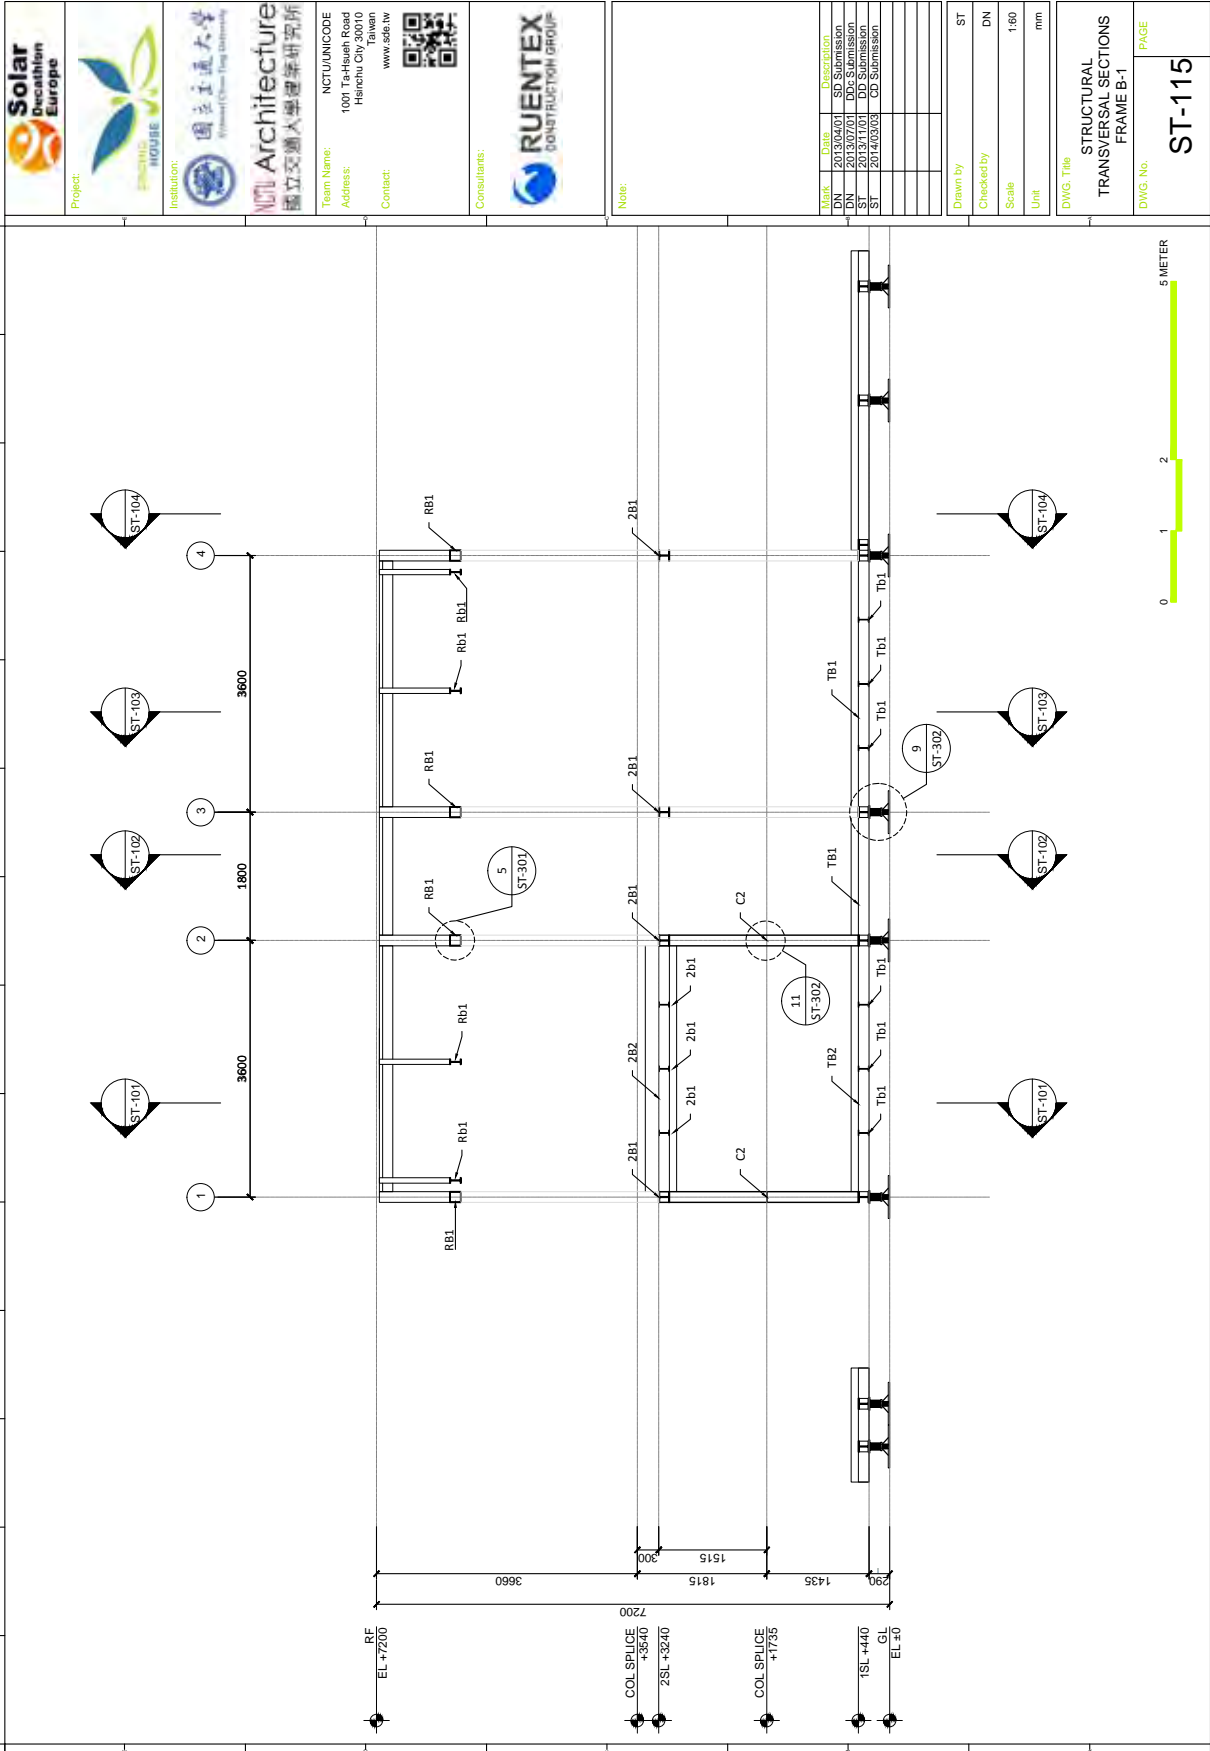 Solar
Decathlon
Europe
Project:
HOUSE
Institution:
國立交通大學
National Chiao Tung University
NCTU Architecture
國立交通大學建築研究所
Team Name: NCTU/UNICODE
Address: 1001 Ta-Hsueh Road
Hsinchu City 30010
Taiwan
Contact: www.sde.tw
Consultants:
RUENTEX
CONSTRUCTION GROUP
Note:
Mark Date Description
DN 2013/04/01 SD Submission
DN 2013/07/01 DDc Submission
ST 2013/11/01 DD Submission
ST 2014/03/03 CD Submission
Drawn by ST
Checked by DN
Scale 1:60
Unit mm
DWG. Title
STRUCTURAL
TRANSVERSAL SECTIONS
FRAME B-1
DWG. No. PAGE
ST-115
ST-101 ST-102 ST-103 ST-104
1 2 3 4
3600 1800 3600
RB1 Rb1 Rb1 RB1 RB1 Rb1 Rb1 RB1
5
ST-301
2B1 2B2 2B1 2B1 2B1
2b1 2b1 2b1
C2 C2
11
ST-302
TB2 TB1 TB1
Tb1 Tb1 Tb1 Tb1 Tb1 Tb1
9
ST-302
ST-101 ST-102 ST-103 ST-104
RF
EL +7200
COL SPLICE
+3540
2SL +3240
COL SPLICE
+1735
1SL +440
GL
EL ±0
7200
3660
1815
1435
290
300
1515
0 1 2 5 METER